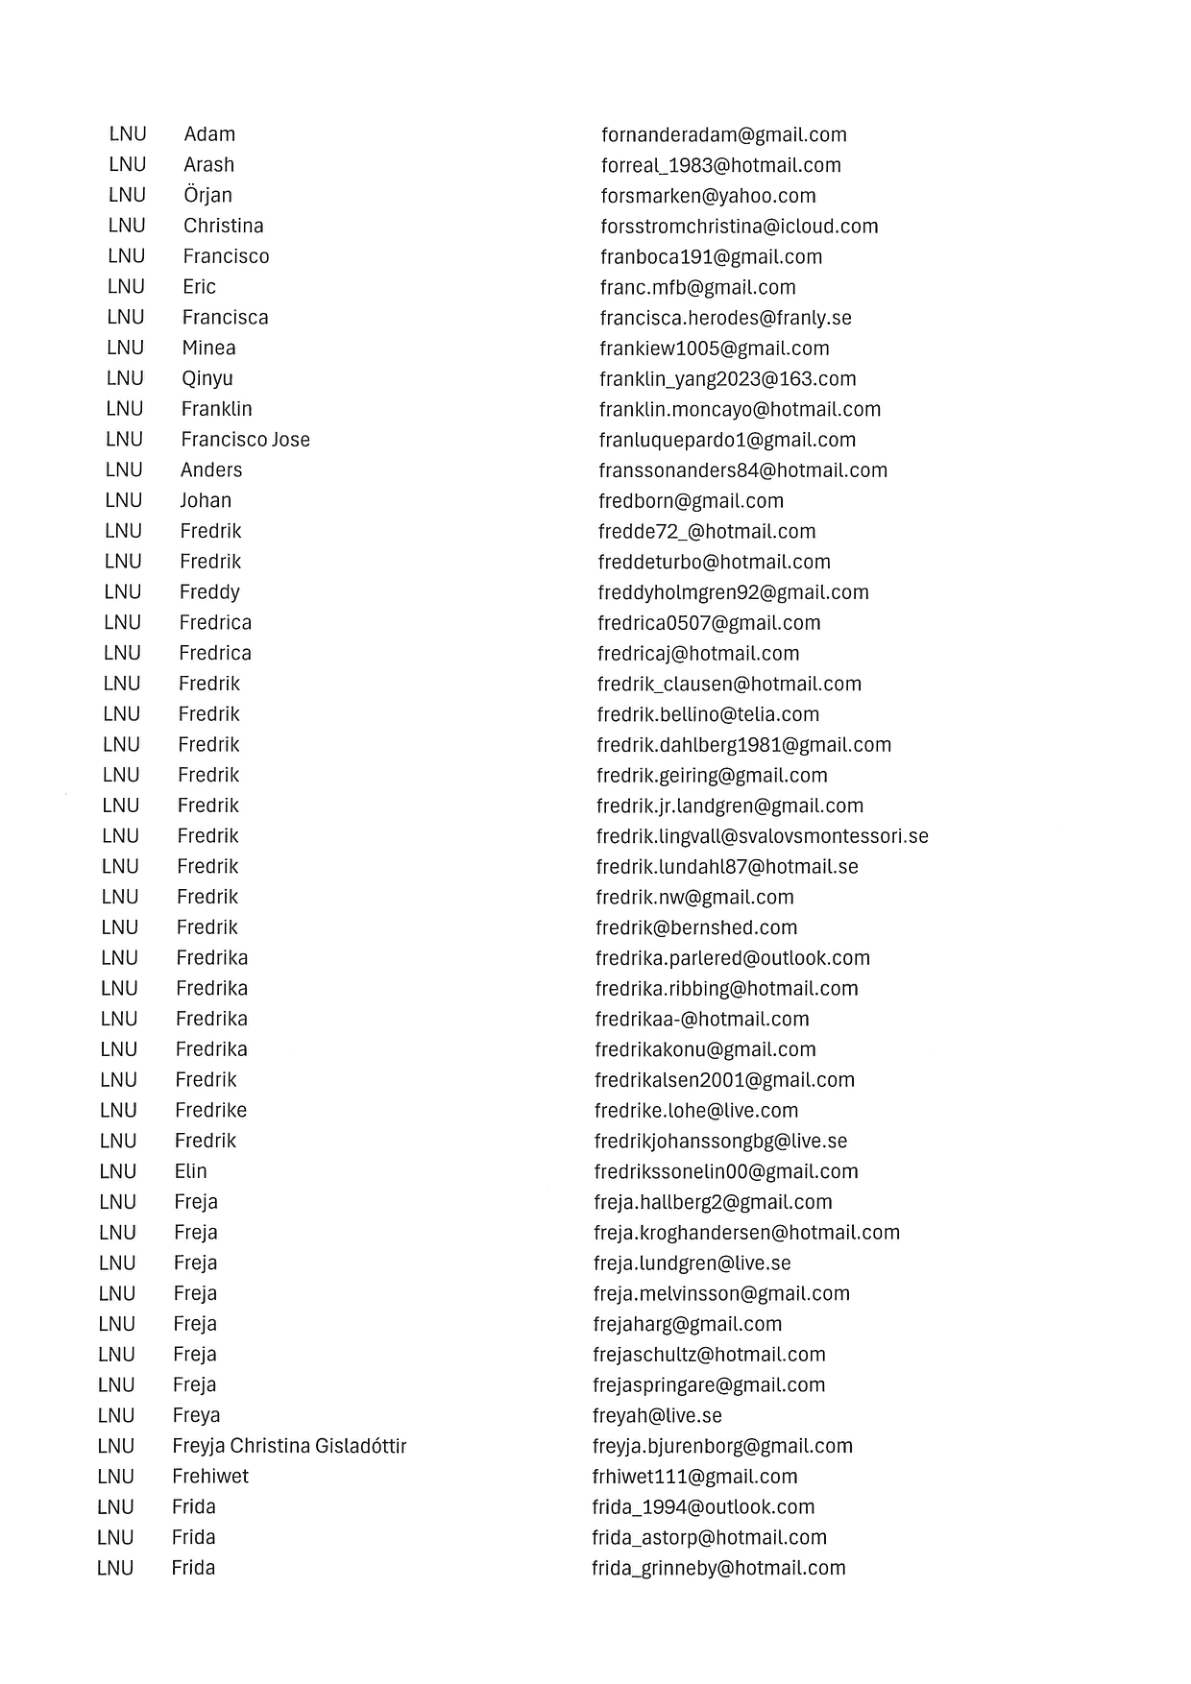 LNU Adam fornanderadam@gmail.com
LNU Arash forreal_1983@hotmail.com
LNU Örjan forsmarken@yahoo.com
LNU Christina forsstromchristina@icloud.com
LNU Francisco franboca191@gmail.com
LNU Eric franc.mfb@gmail.com
LNU Francisca francisca.herodes@franly.se
LNU Minea frankiew1005@gmail.com
LNU Qinyu franklin_yang2023@163.com
LNU Franklin franklin.moncayo@hotmail.com
LNU Francisco Jose franluquepardo1@gmail.com
LNU Anders franssonanders84@hotmail.com
LNU Johan fredborn@gmail.com
LNU Fredrik fredde72_@hotmail.com
LNU Fredrik freddeturbo@hotmail.com
LNU Freddy freddyholmgren92@gmail.com
LNU Fredrica fredrica0507@gmail.com
LNU Fredrica fredricaj@hotmail.com
LNU Fredrik fredrik_clausen@hotmail.com
LNU Fredrik fredrik.bellino@telia.com
LNU Fredrik fredrik.dahlberg1981@gmail.com
LNU Fredrik fredrik.geiring@gmail.com
LNU Fredrik fredrik.jr.landgren@gmail.com
LNU Fredrik fredrik.lingvall@svalovsmontessori.se
LNU Fredrik fredrik.lundahl87@hotmail.se
LNU Fredrik fredrik.nw@gmail.com
LNU Fredrik fredrik@bernshed.com
LNU Fredrika fredrika.parlered@outlook.com
LNU Fredrika fredrika.ribbing@hotmail.com
LNU Fredrika fredrikaa-@hotmail.com
LNU Fredrika fredrikakonu@gmail.com
LNU Fredrik fredrikalsen2001@gmail.com
LNU Fredrike fredrike.lohe@live.com
LNU Fredrik fredrikjohanssongbg@live.se
LNU Elin fredrikssonelin00@gmail.com
LNU Freja freja.hallberg2@gmail.com
LNU Freja freja.kroghandersen@hotmail.com
LNU Freja freja.lundgren@live.se
LNU Freja freja.melvinsson@gmail.com
LNU Freja frejaharg@gmail.com
LNU Freja frejaschultz@hotmail.com
LNU Freja frejaspringare@gmail.com
LNU Freya freyah@live.se
LNU Freyja Christina Gisladóttir freyja.bjurenborg@gmail.com
LNU Frehiwet frhiwet111@gmail.com
LNU Frida frida_1994@outlook.com
LNU Frida frida_astorp@hotmail.com
LNU Frida frida_grinneby@hotmail.com